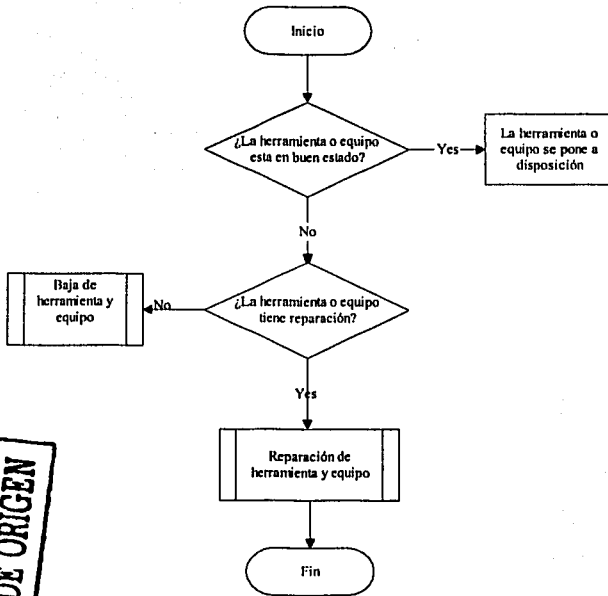 Inicio
¿La herramienta o equipo
esta en buen estado?
Yes
La herramienta o
equipo se pone a
disposición
No
Baja de
herramienta y
equipo
No
¿La herramienta o equipo
tiene reparación?
Yes
Reparación de
herramienta y equipo
DE ORIGEN
Fin